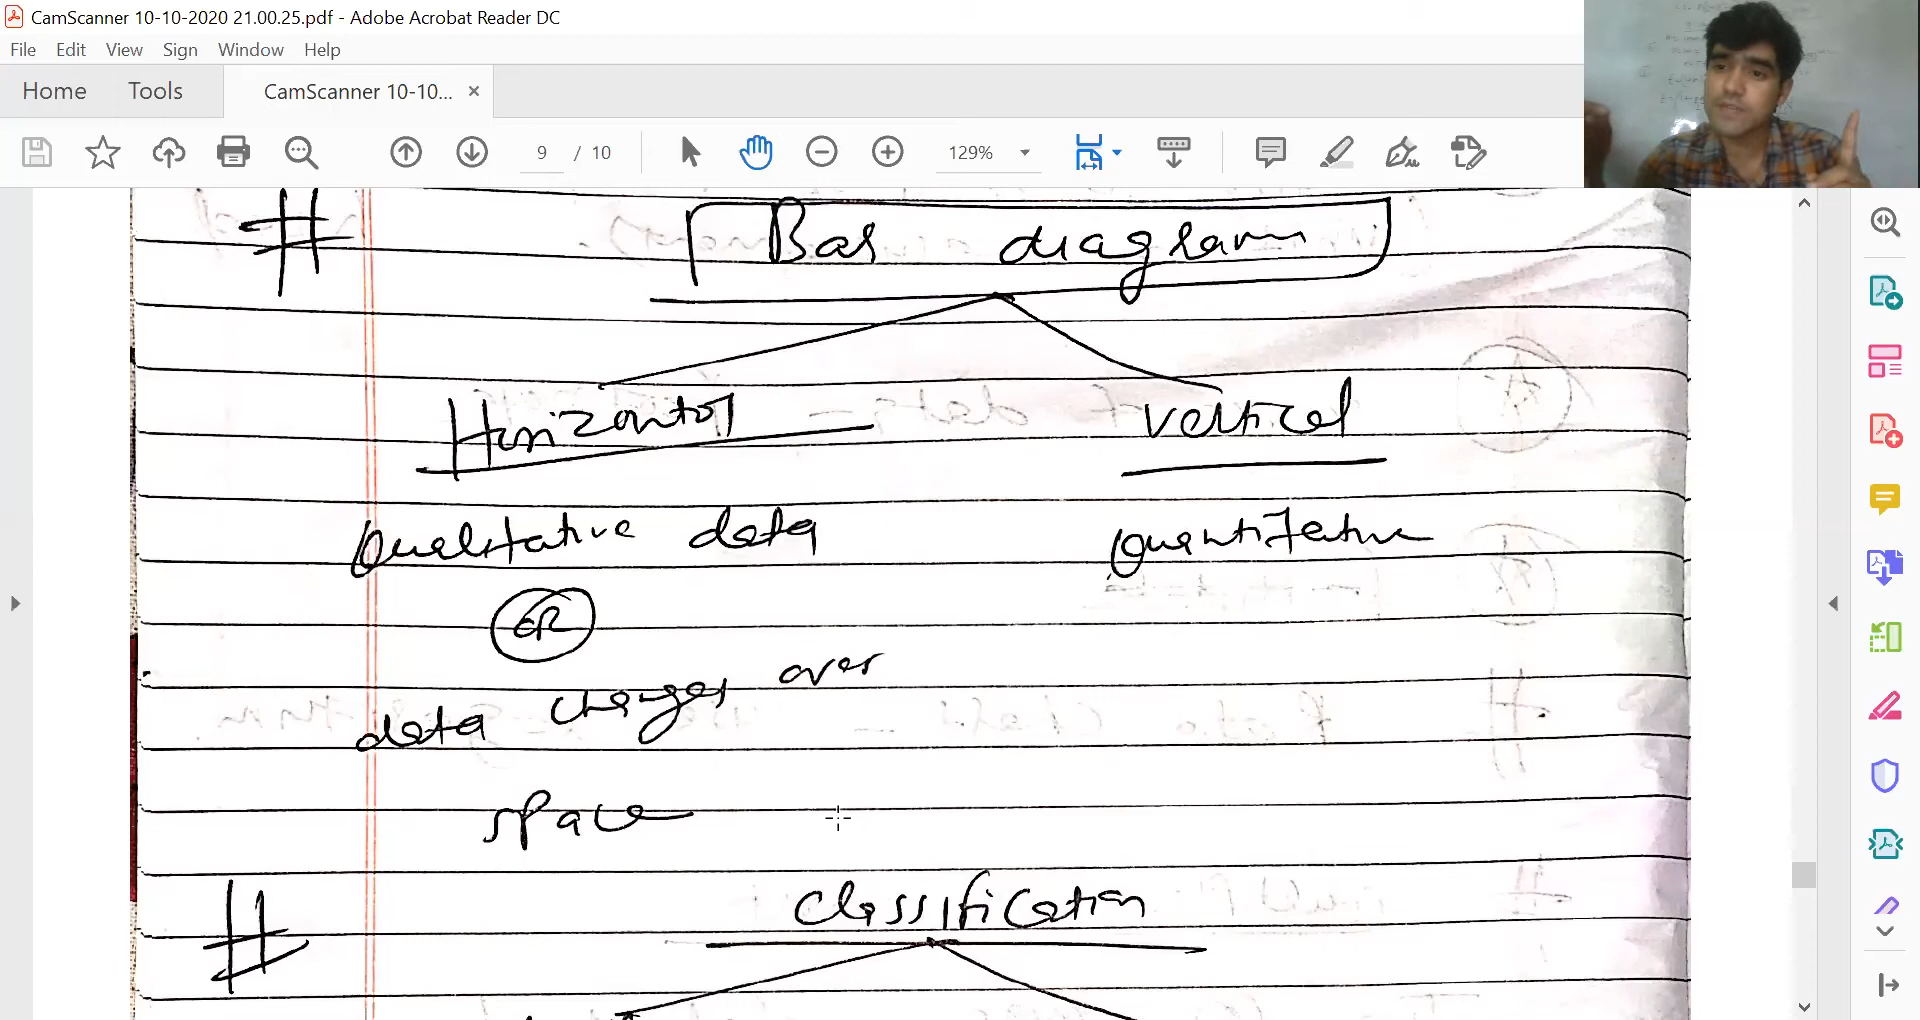 CamScanner 10-10-2020 21.00.25.pdf - Adobe Acrobat Reader DC
File Edit View Sign Window Help
Home Tools CamScanner 10-10... ×
9 / 10 129%
# Bar diagram
Horizontal vertical
Qualitative data Quantitative
OR
data changes over
space
# Classification